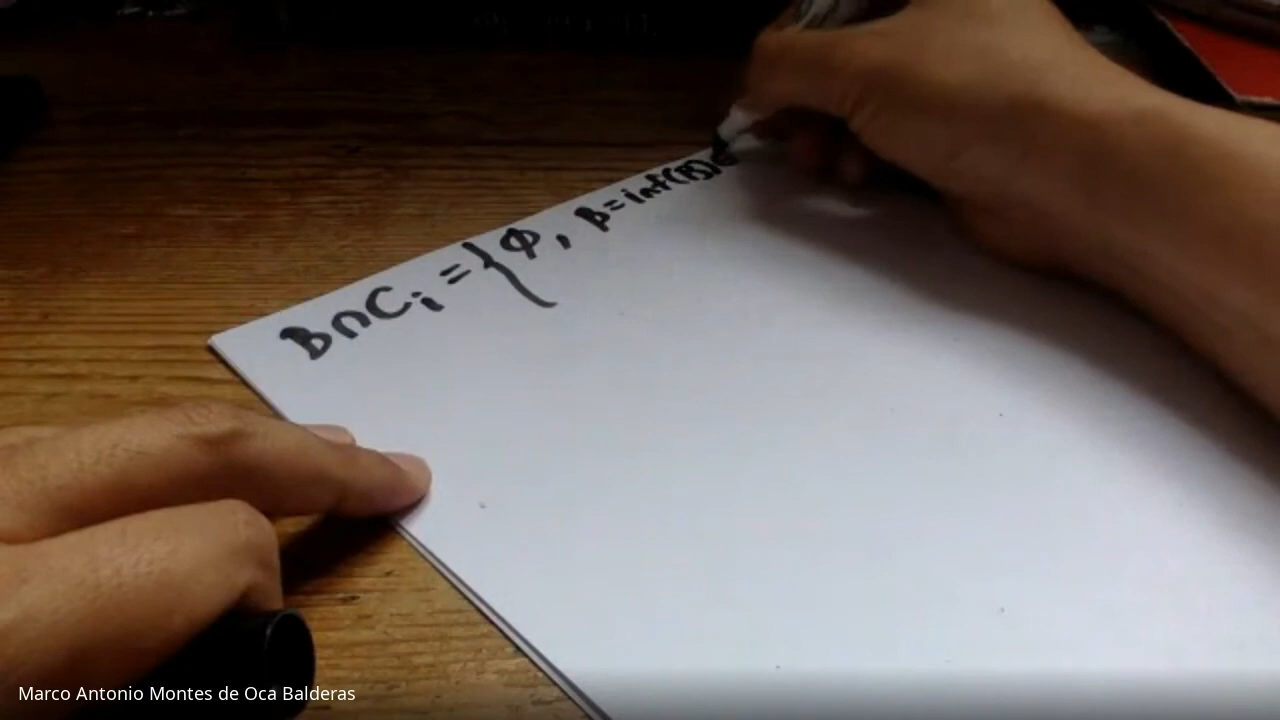 B∩Cᵢ = { Φ, β = inf(B)
Marco Antonio Montes de Oca Balderas